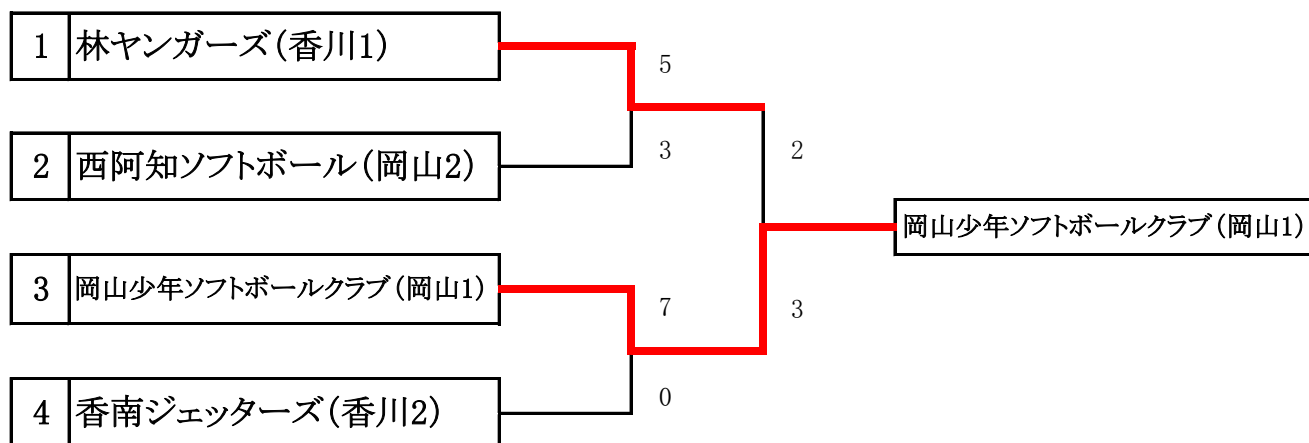 1 林ヤンガーズ(香川1)
5
3
2 西阿知ソフトボール(岡山2)
2
岡山少年ソフトボールクラブ(岡山1)
3 岡山少年ソフトボールクラブ(岡山1)
7
3
0
4 香南ジェッターズ(香川2)